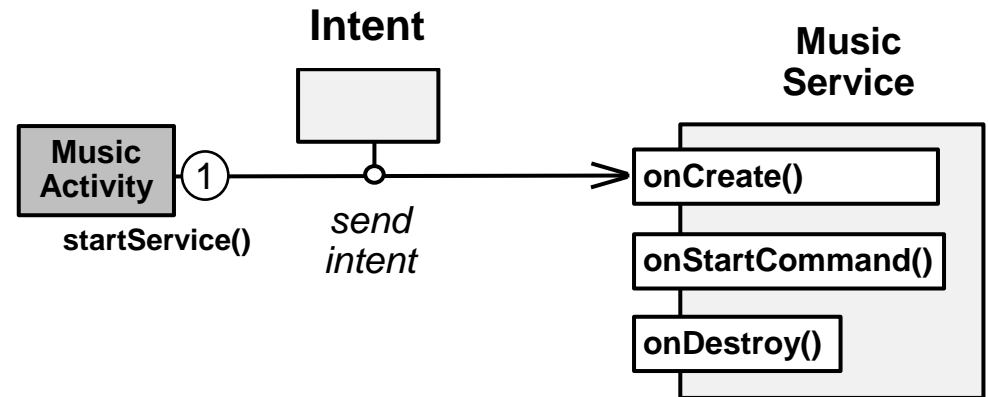 Intent
Music
Service
Music
Activity
1
startService()
send
intent
onCreate()
onStartCommand()
onDestroy()